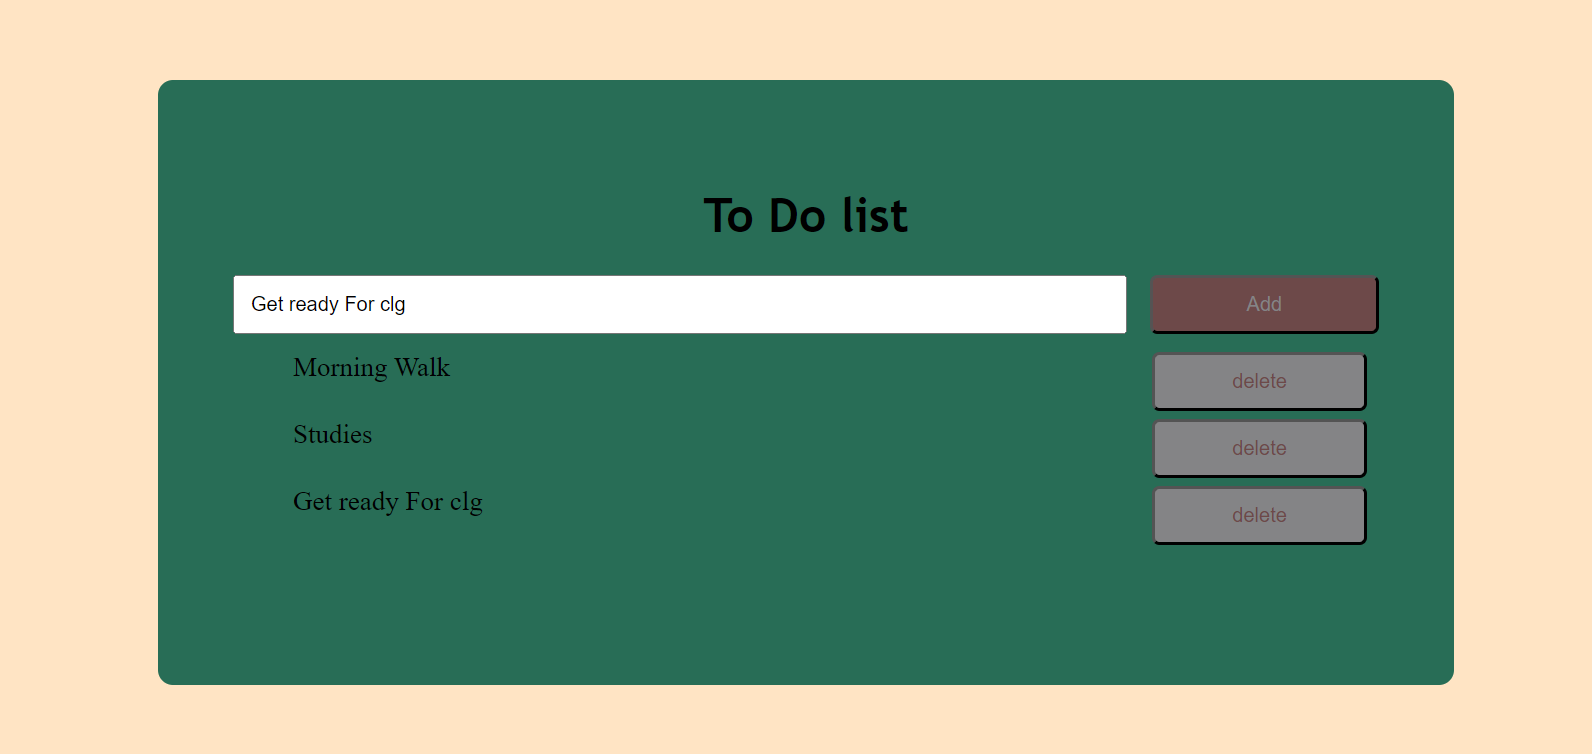 To Do list
Get ready For clg
Add
Morning Walk
delete
Studies
delete
Get ready For clg
delete